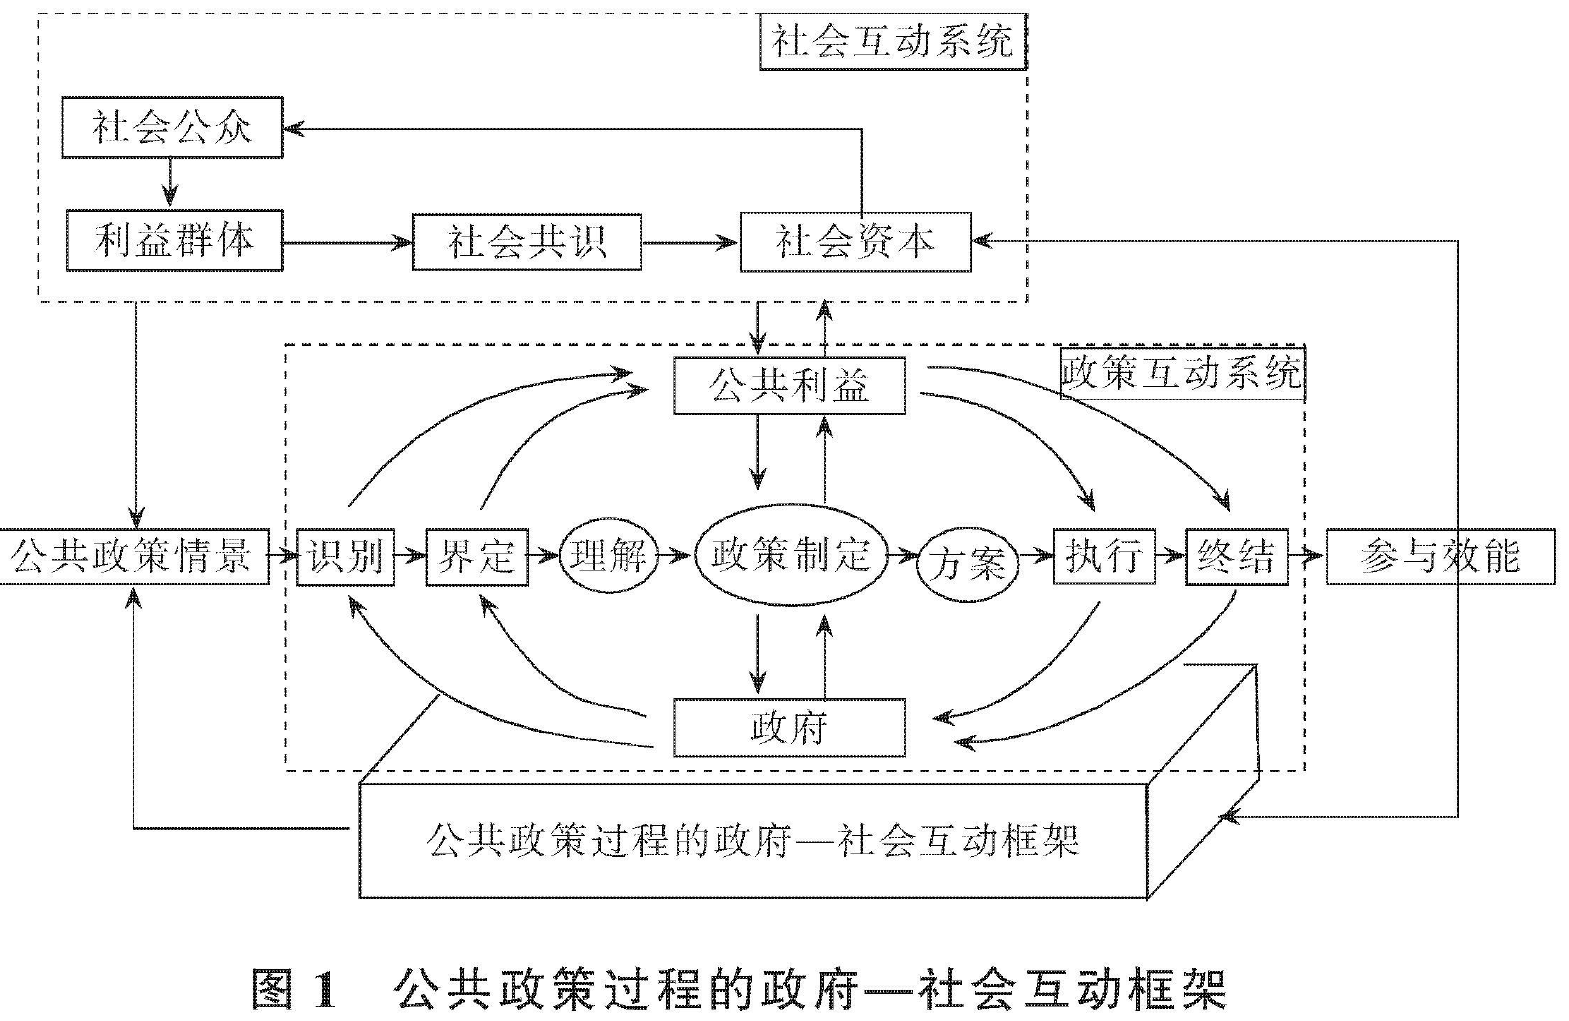 社会互动系统
社会公众
利益群体
社会共识
社会资本
政策互动系统
公共利益
公共政策情景
识别
界定
理解
政策制定
方案
执行
终结
参与效能
政府
公共政策过程的政府—社会互动框架
图1 公共政策过程的政府—社会互动框架